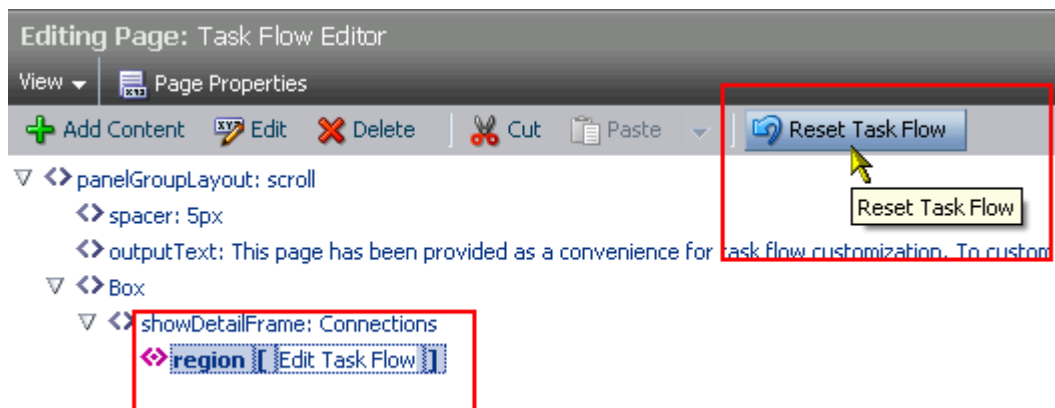 Editing Page: Task Flow Editor
View Page Properties
Add Content Edit Delete Cut Paste Reset Task Flow
panelGroupLayout: scroll
Reset Task Flow
spacer: 5px
outputText: This page has been provided as a convenience for task flow customization. To custom
Box
showDetailFrame: Connections
region [ Edit Task Flow ]